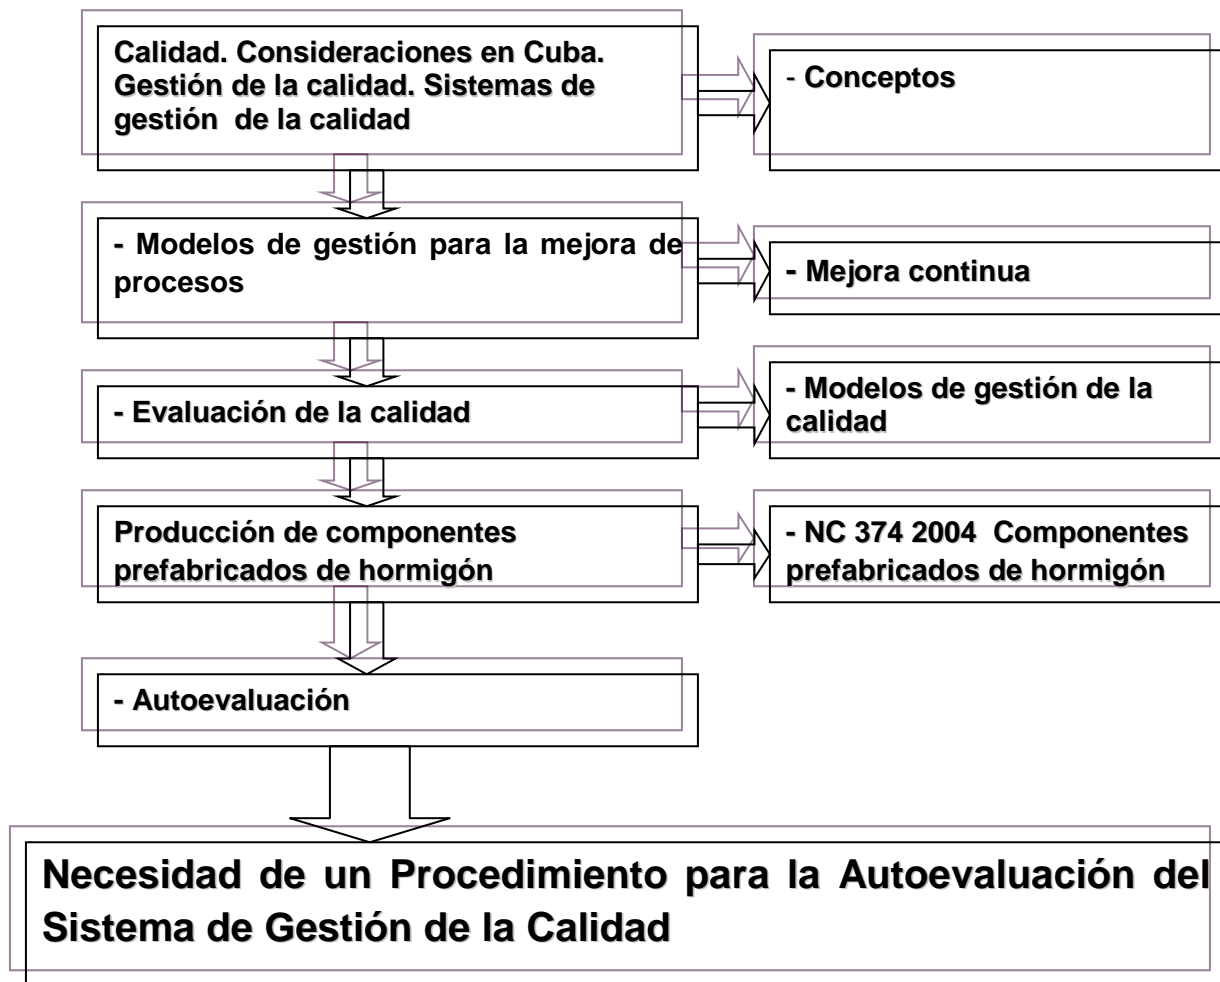 Calidad. Consideraciones en Cuba.
Gestión de la calidad. Sistemas de
gestión de la calidad
- Conceptos
- Modelos de gestión para la mejora de
procesos
- Mejora continua
- Evaluación de la calidad
- Modelos de gestión de la
calidad
Producción de componentes
prefabricados de hormigón
- NC 374 2004 Componentes
prefabricados de hormigón
- Autoevaluación
Necesidad de un Procedimiento para la Autoevaluación del
Sistema de Gestión de la Calidad